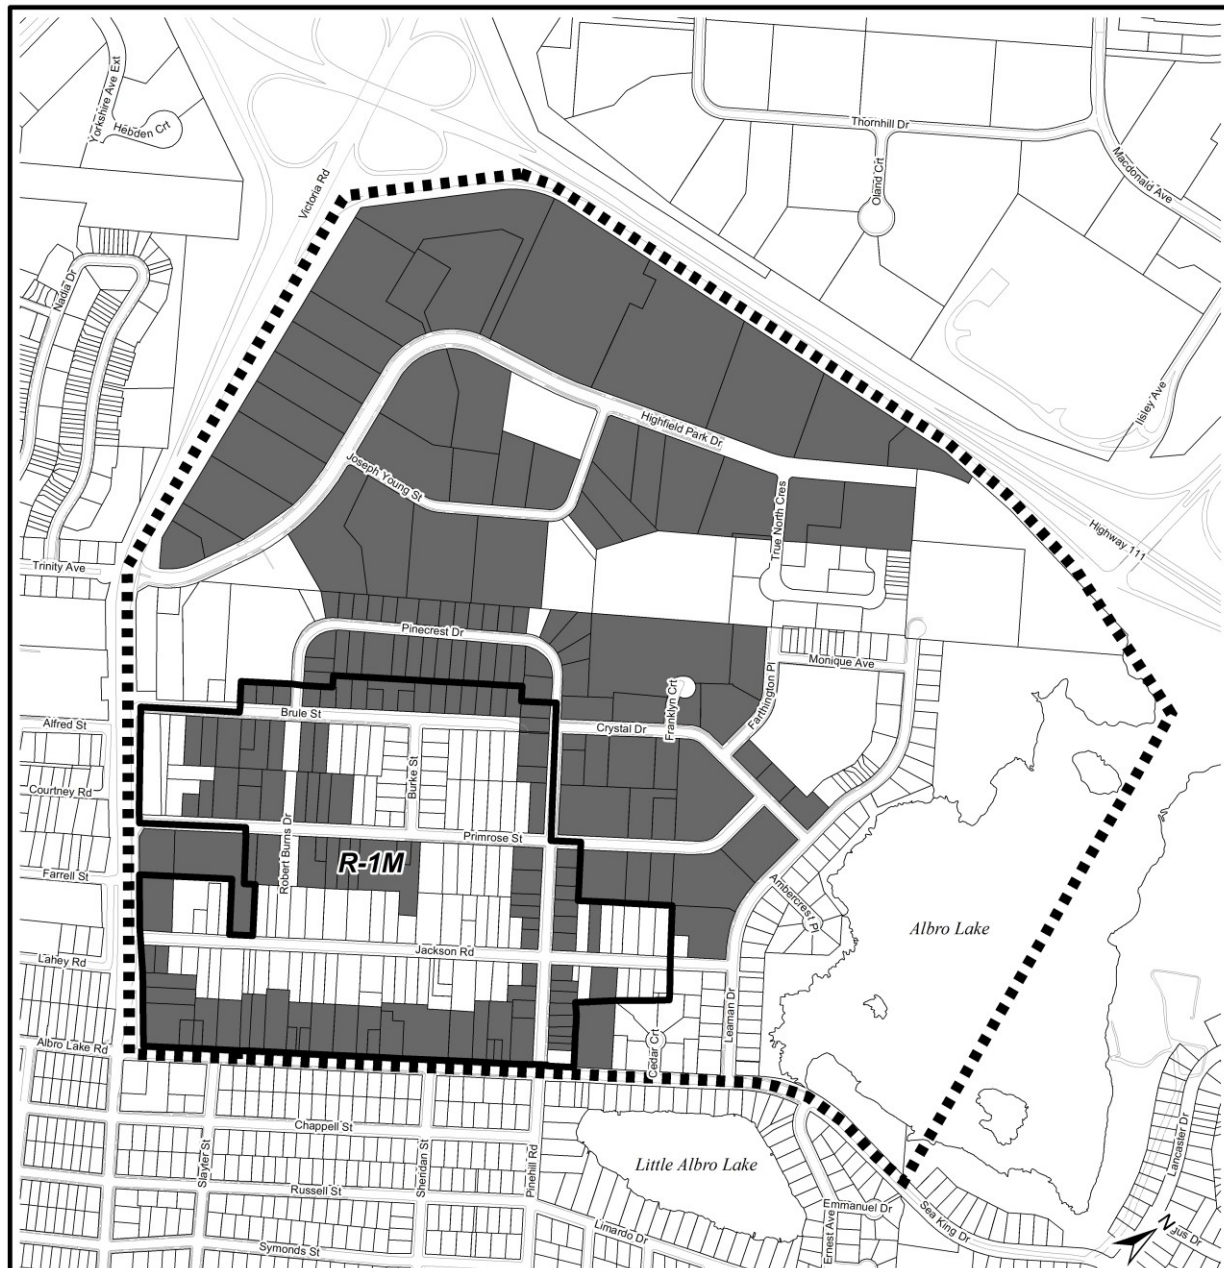 Yorkshire Ave Ext
Hebden Crt
Victoria Rd
Thornhill Dr
Oland Crt
Macdonald Ave
Nadia Dr
Ilsley Ave
Highfield Park Dr
Joseph Young St
True North Cres
Highway 111
Trinity Ave
Pinecrest Dr
Monique Ave
Farthington Pl
Franklyn Crt
Crystal Dr
Brule St
Alfred St
Burke St
Courtney Rd
Robert Burns Dr
Primrose St
R-1M
Farrell St
Ambercrest Pl
Albro Lake
Jackson Rd
Lahey Rd
Leaman Dr
Cedar Crt
Albro Lake Rd
Chappell St
Slayter St
Sheridan St
Pinehill Rd
Little Albro Lake
Lancaster Dr
Russell St
Emmanuel Dr
Ernest Ave
Sea King Dr
Limardo Dr
Symonds St
N
gus Dr